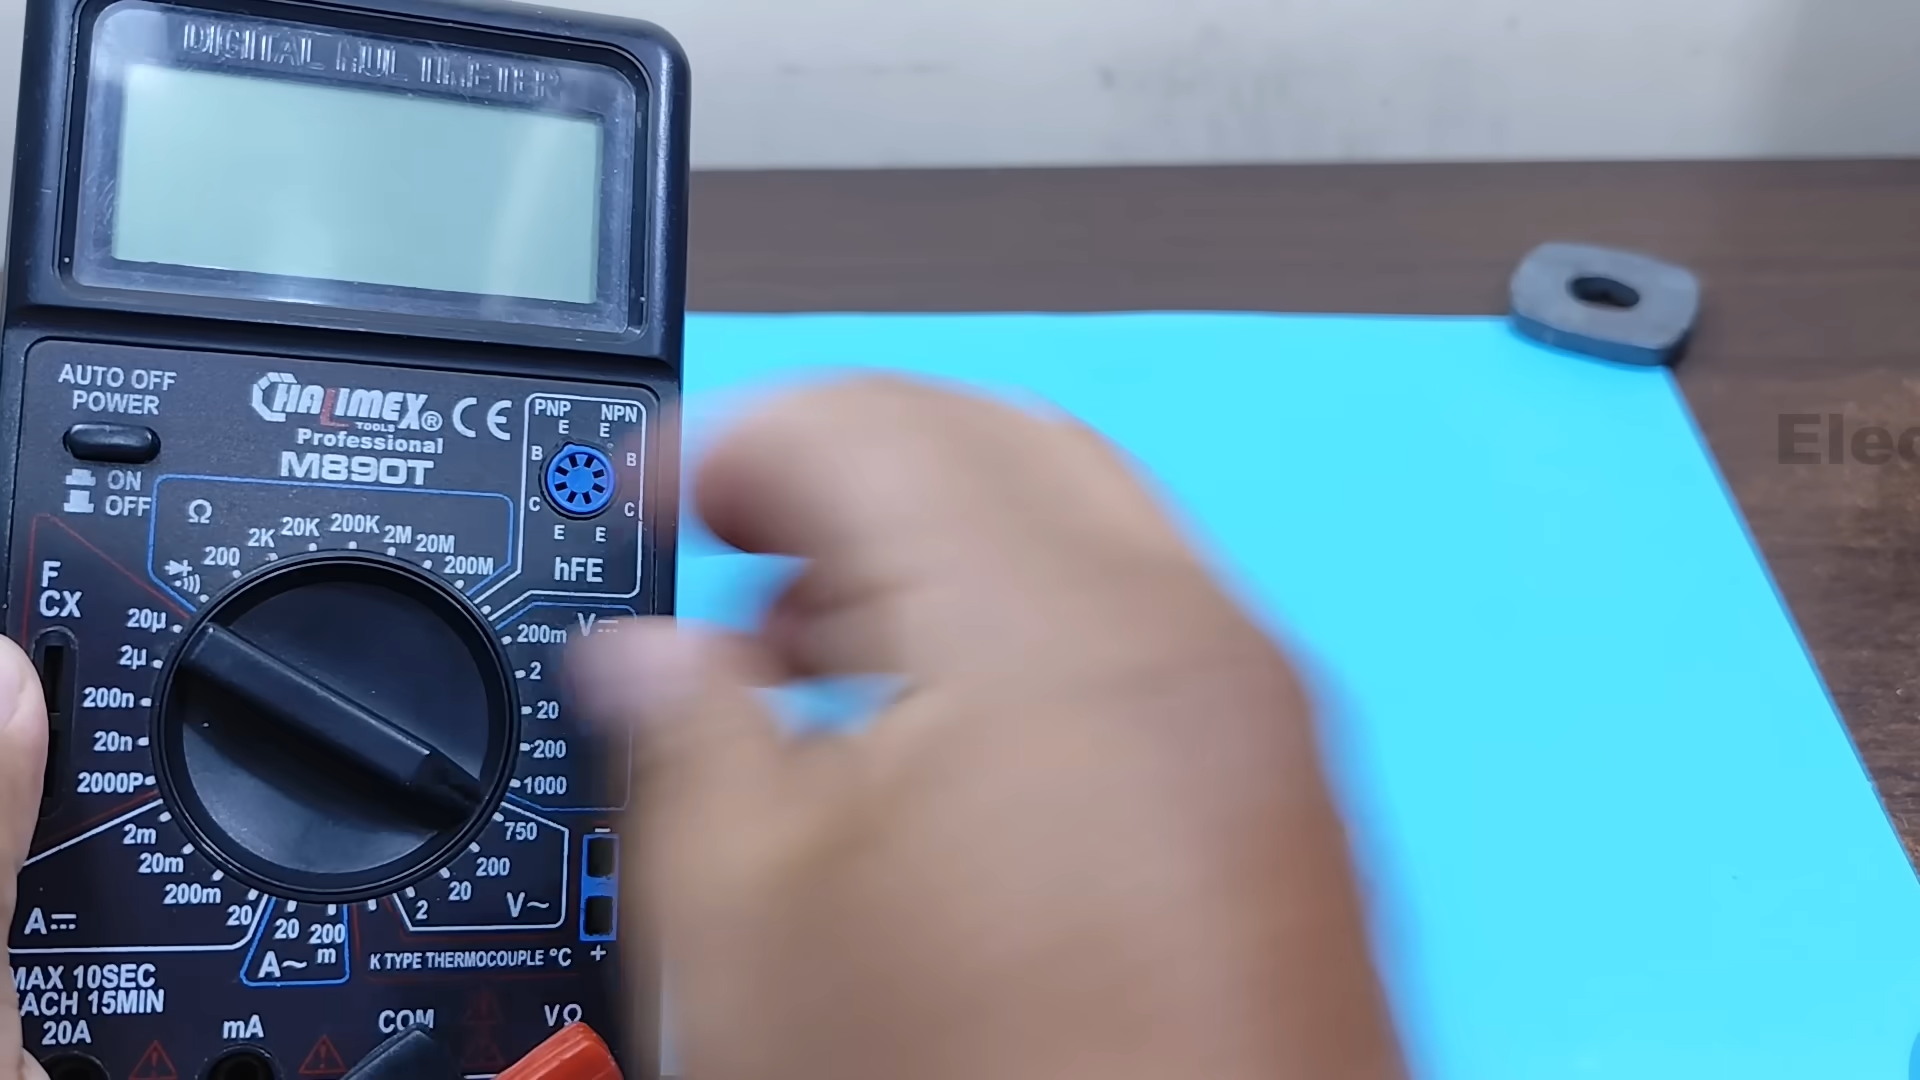 DIGITAL MULTIMETER
AUTO OFF
POWER
ON
OFF
CHALIMEX®
TOOLS
Professional
M890T
CE
PNP NPN
E E
B B
C C
E E
hFE
Ω
200
2K
20K
200K
2M
20M
200M
F
CX
20µ
2µ
200n
20n
2000P
V
200m
2
20
200
1000
750
200
20
2
V~
2m
20m
200m
20
A
20
200
m
A~
K TYPE THERMOCOUPLE °C
−
+
MAX 10SEC
EACH 15MIN
20A
mA
COM
VΩ